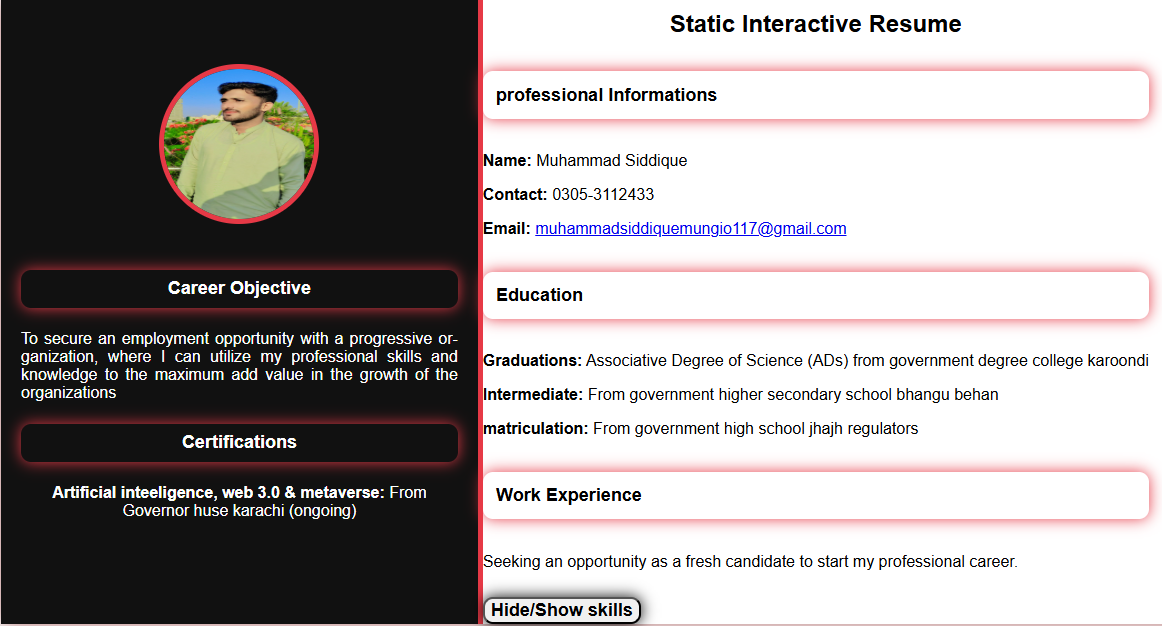 Career Objective
To secure an employment opportunity with a progressive or-
ganization, where I can utilize my professional skills and
knowledge to the maximum add value in the growth of the
organizations
Certifications
Artificial inteeligence, web 3.0 & metaverse: From
Governor huse karachi (ongoing)
Static Interactive Resume
professional Informations
Name: Muhammad Siddique
Contact: 0305-3112433
Email: muhammadsiddiquemungio117@gmail.com
Education
Graduations: Associative Degree of Science (ADs) from government degree college karoondi
Intermediate: From government higher secondary school bhangu behan
matriculation: From government high school jhajh regulators
Work Experience
Seeking an opportunity as a fresh candidate to start my professional career.
Hide/Show skills